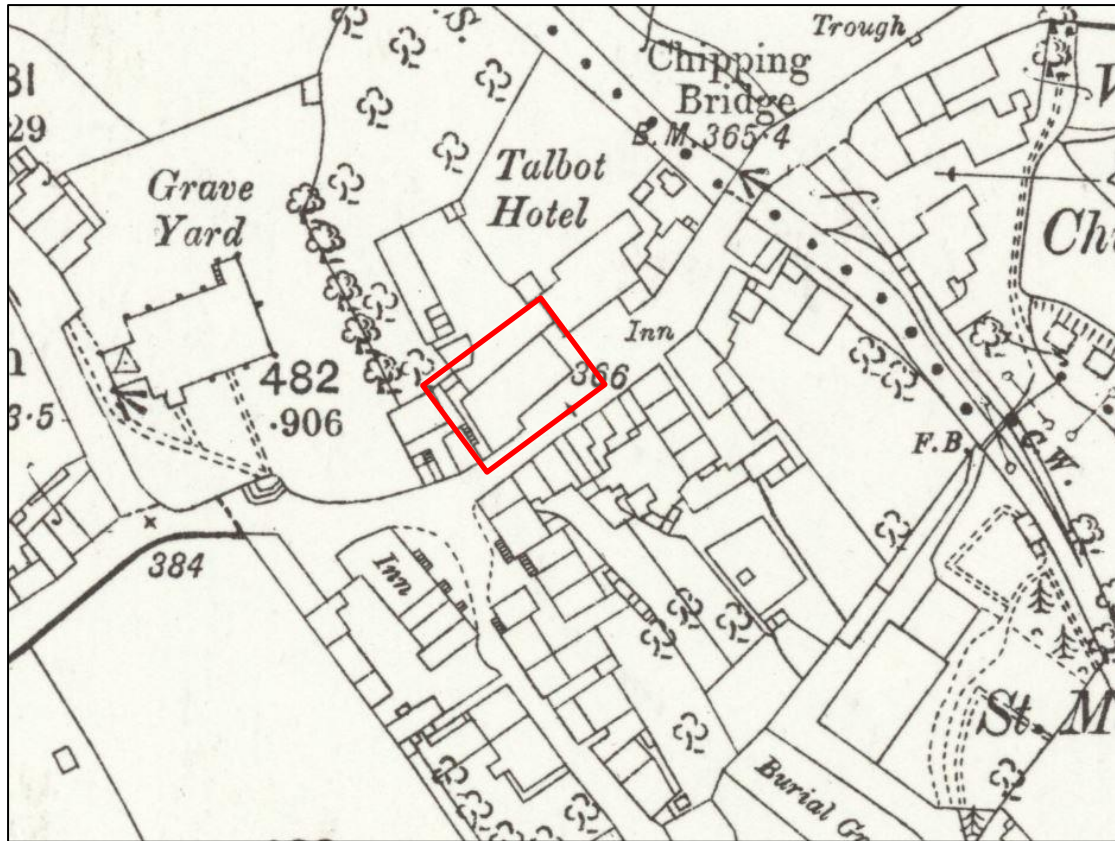 Trough
Chipping
Bridge
B.M. 365·4
S.
31
29
Grave
Yard
Talbot
Hotel
Inn
366
482
·906
3·5
F.B
C.W.
384
Inn
St. M
Burial Gr